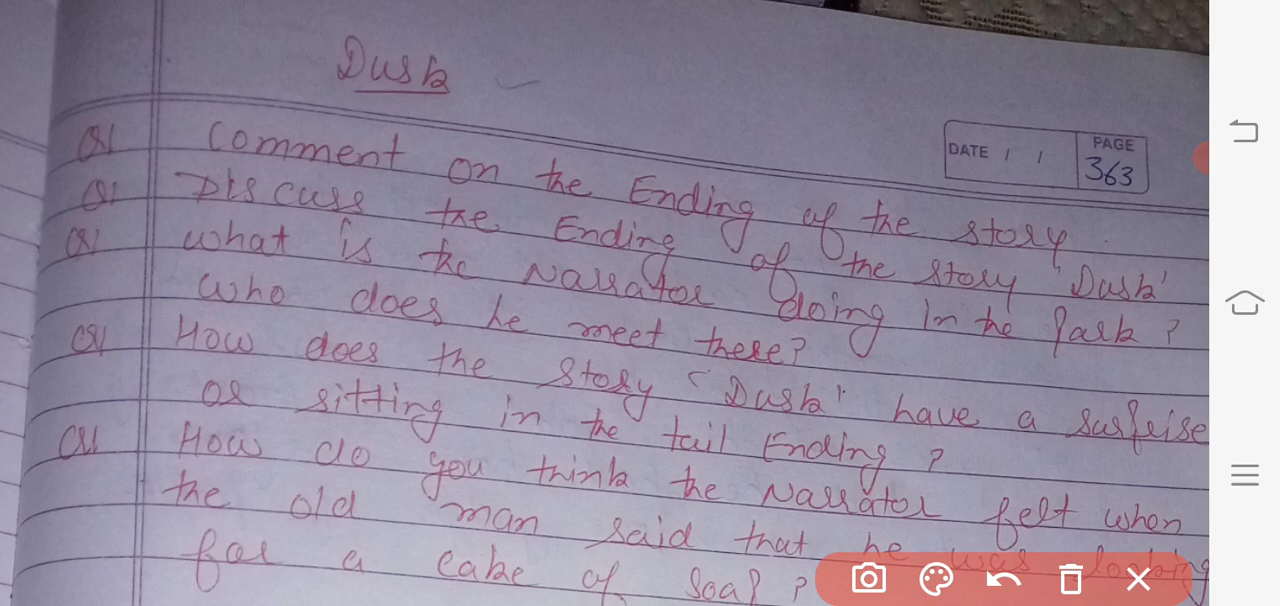 Dusk
DATE / / PAGE 363
Q1 Comment on the Ending of the story.
Q1 Discuss the Ending of the story 'Dusk'
Q1 what is the Narrator doing In the Park?
who does he meet there?
Q1 How does the story "Dusk" have a surprise
or sitting in the tail Ending?
Q1 How do you think the Narrator felt when
the old man said that he was looking
for a cake of soap?